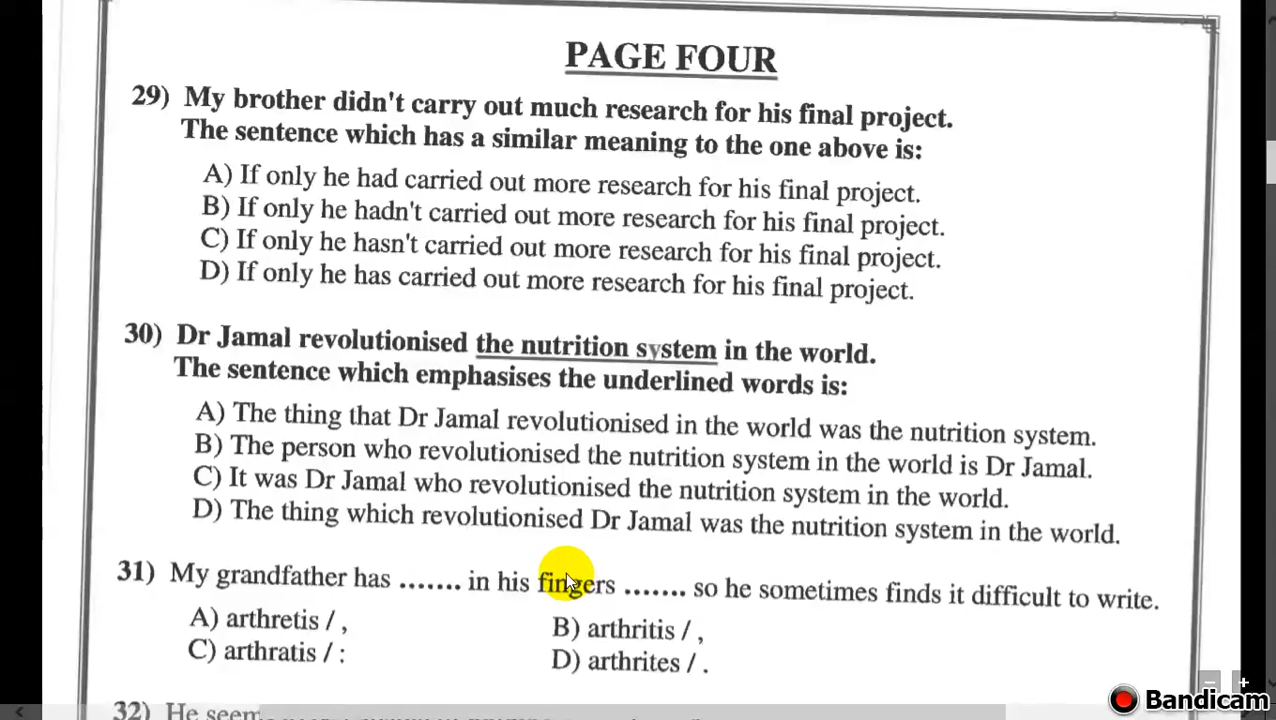 PAGE FOUR
29) My brother didn't carry out much research for his final project.
The sentence which has a similar meaning to the one above is:
A) If only he had carried out more research for his final project.
B) If only he hadn't carried out more research for his final project.
C) If only he hasn't carried out more research for his final project.
D) If only he has carried out more research for his final project.
30) Dr Jamal revolutionised the nutrition system in the world.
The sentence which emphasises the underlined words is:
A) The thing that Dr Jamal revolutionised in the world was the nutrition system.
B) The person who revolutionised the nutrition system in the world is Dr Jamal.
C) It was Dr Jamal who revolutionised the nutrition system in the world.
D) The thing which revolutionised Dr Jamal was the nutrition system in the world.
31) My grandfather has ....... in his fingers ....... so he sometimes finds it difficult to write.
A) arthretis / ,
B) arthritis / ,
C) arthratis / :
D) arthrites / .
32) He seem
Bandicam